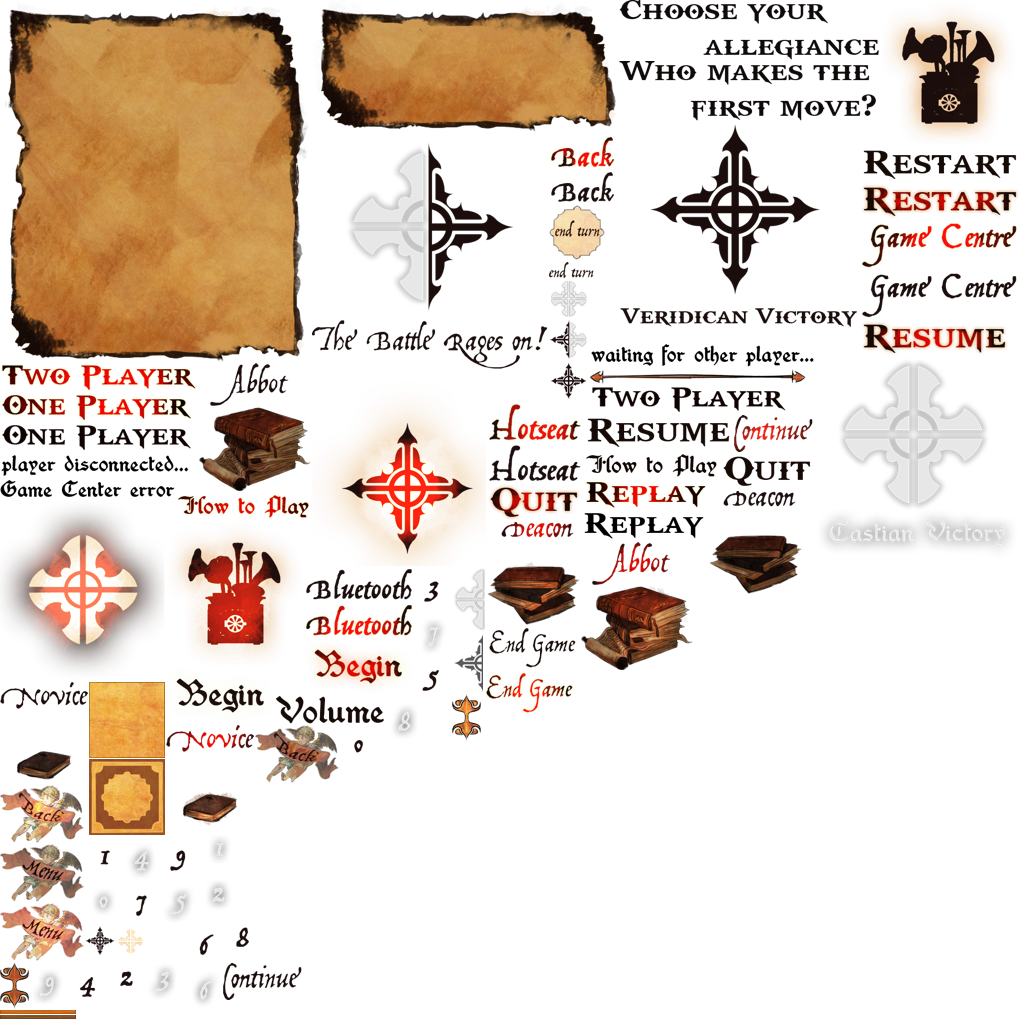 Choose your
allegiance
Who makes the
first move?
Back
Back
end turn
end turn
Restart
Restart
Game Centre
Game Centre
Resume
Veridican Victory
The Battle Rages on!
waiting for other player...
Two Player
One Player
One Player
player disconnected...
Game Center error
Abbot
How to Play
Two Player
Hotseat
Resume
Continue
Hotseat
How to Play
Quit
Quit
Replay
Deacon
Deacon
Replay
Castian Victory
Abbot
Bluetooth
3
Bluetooth
7
Begin
5
End Game
End Game
Novice
Begin
Volume
8
Novice
Back
0
Back
Menu
1
4
9
1
0
7
5
2
Menu
6
8
9
4
2
3
6
Continue